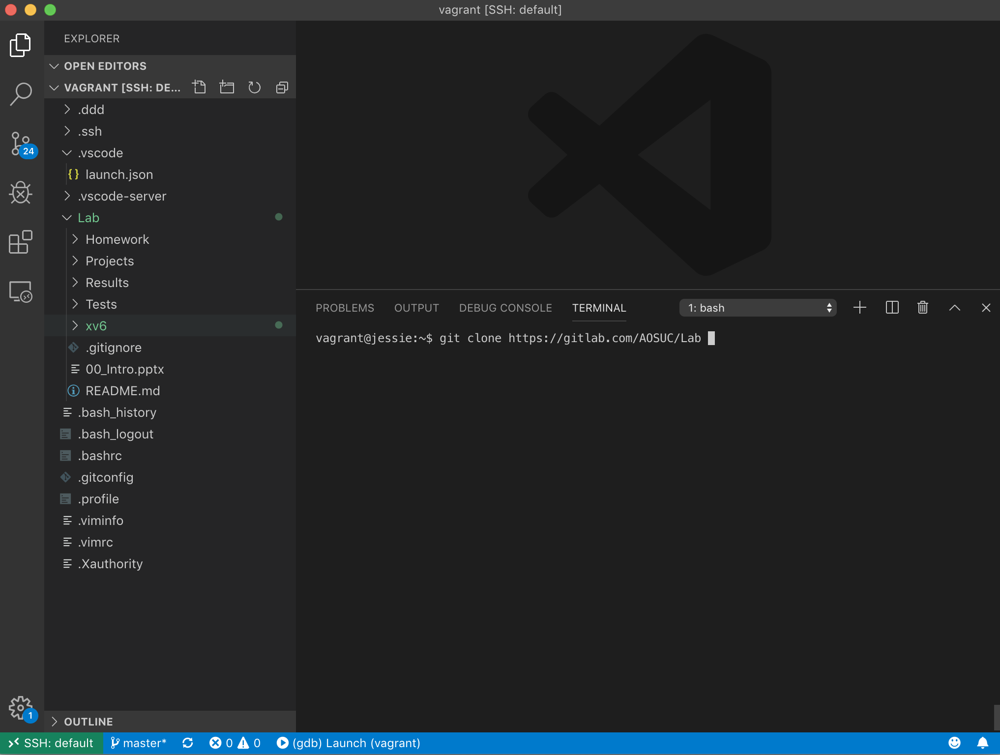 vagrant [SSH: default]
EXPLORER
OPEN EDITORS
VAGRANT [SSH: DE...
.ddd
.ssh
24
.vscode
{} launch.json
.vscode-server
Lab
Homework
Projects
Results
Tests
xv6
.gitignore
00_Intro.pptx
README.md
.bash_history
.bash_logout
.bashrc
.gitconfig
.profile
.viminfo
.vimrc
.Xauthority
1
OUTLINE
PROBLEMS OUTPUT DEBUG CONSOLE TERMINAL 1: bash
vagrant@jessie:~$ git clone https://gitlab.com/AOSUC/Lab
SSH: default master* 0 0 (gdb) Launch (vagrant)